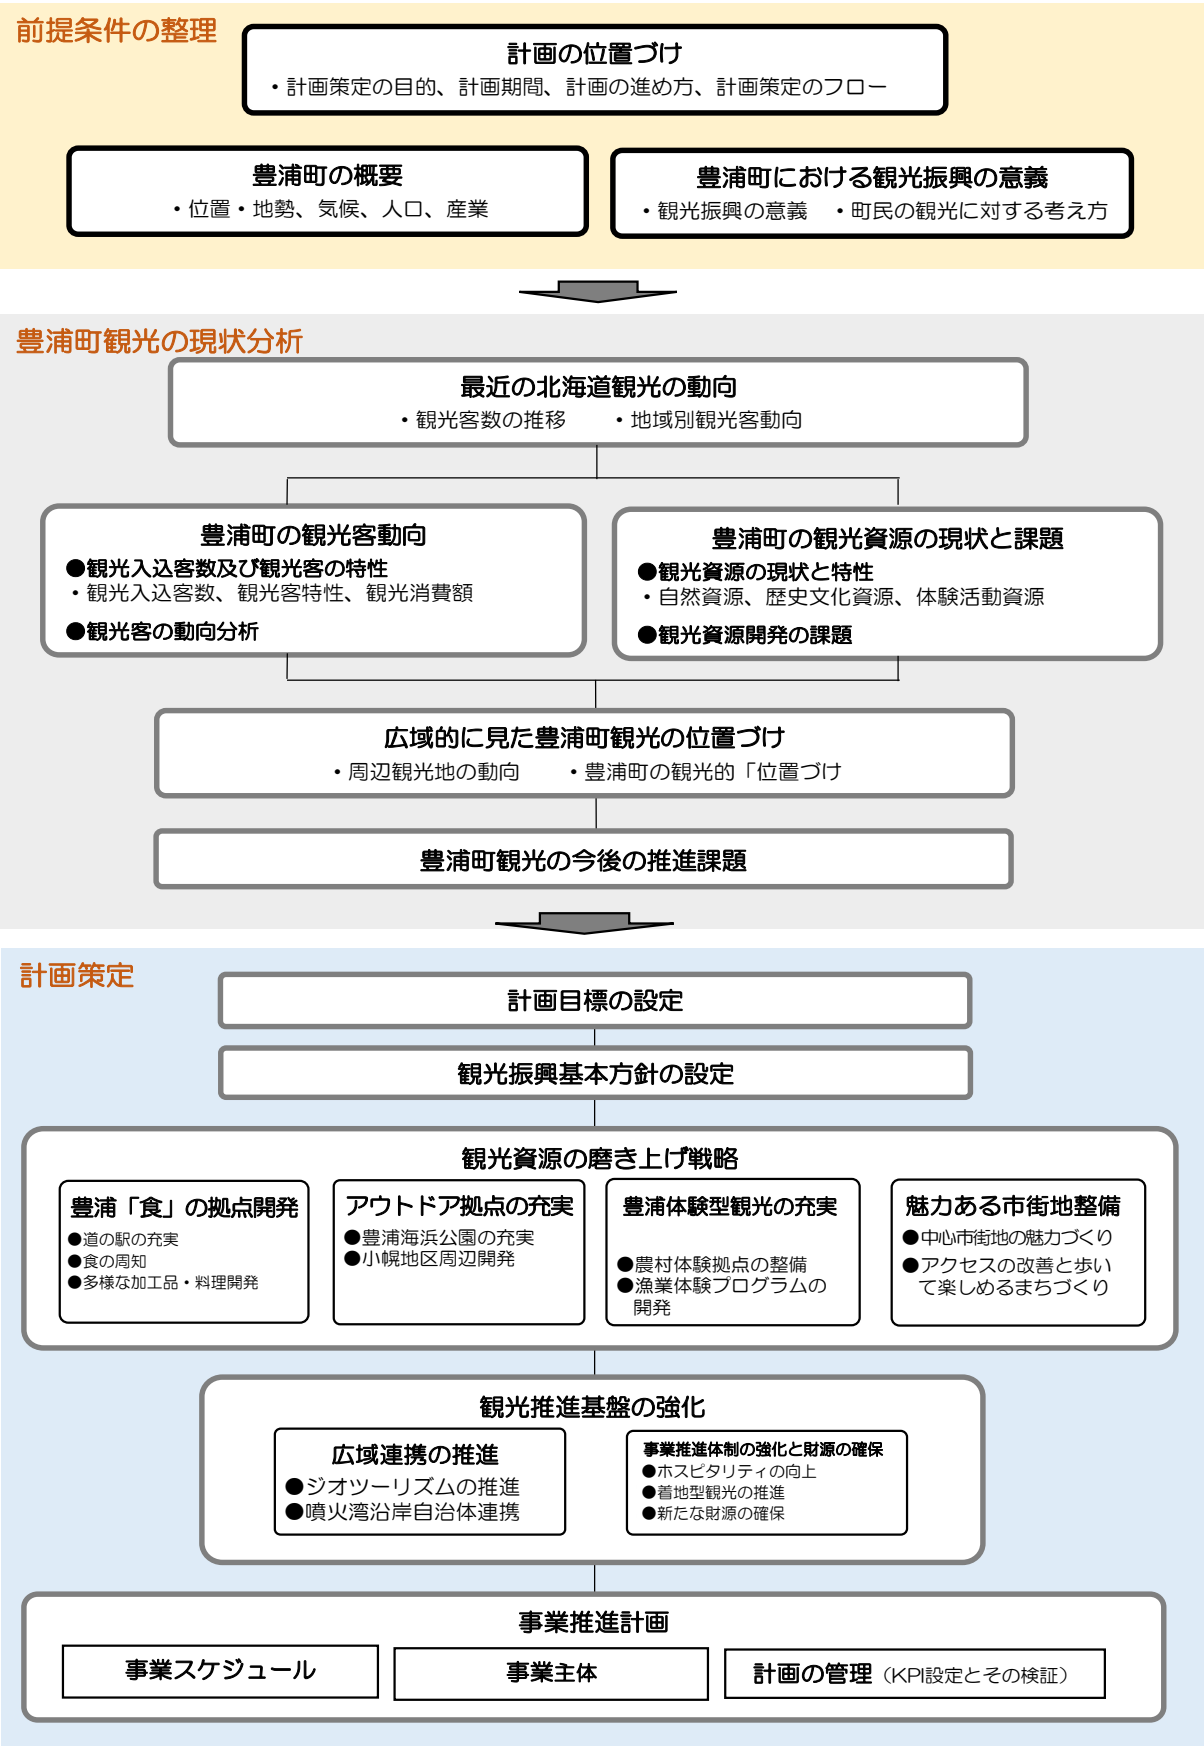 前提条件の整理
計画の位置づけ
・計画策定の目的、計画期間、計画の進め方、計画策定のフロー
豊浦町の概要
・位置・地勢、気候、人口、産業
豊浦町における観光振興の意義
・観光振興の意義　・町民の観光に対する考え方
豊浦町観光の現状分析
最近の北海道観光の動向
・観光客数の推移　　・地域別観光客動向
豊浦町の観光客動向
●観光入込客数及び観光客の特性
・観光入込客数、観光客特性、観光消費額
●観光客の動向分析
豊浦町の観光資源の現状と課題
●観光資源の現状と特性
・自然資源、歴史文化資源、体験活動資源
●観光資源開発の課題
広域的に見た豊浦町観光の位置づけ
・周辺観光地の動向　　・豊浦町の観光的「位置づけ
豊浦町観光の今後の推進課題
計画策定
計画目標の設定
観光振興基本方針の設定
観光資源の磨き上げ戦略
豊浦「食」の拠点開発
●道の駅の充実
●食の周知
●多様な加工品・料理開発
アウトドア拠点の充実
●豊浦海浜公園の充実
●小幌地区周辺開発
豊浦体験型観光の充実
●農村体験拠点の整備
●漁業体験プログラムの
開発
魅力ある市街地整備
●中心市街地の魅力づくり
●アクセスの改善と歩い
て楽しめるまちづくり
観光推進基盤の強化
広域連携の推進
●ジオツーリズムの推進
●噴火湾沿岸自治体連携
事業推進体制の強化と財源の確保
●ホスピタリティの向上
●着地型観光の推進
●新たな財源の確保
事業推進計画
事業スケジュール
事業主体
計画の管理（KPI設定とその検証）